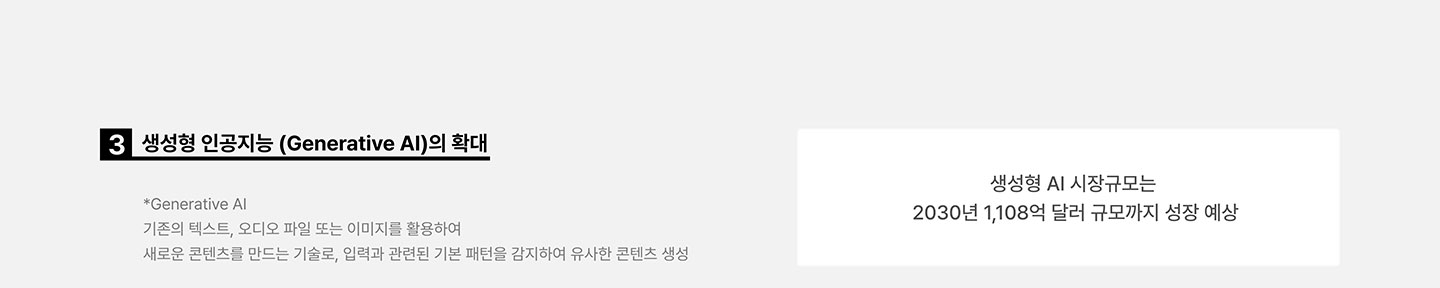 3 생성형 인공지능 (Generative AI)의 확대
*Generative AI
기존의 텍스트, 오디오 파일 또는 이미지를 활용하여
새로운 콘텐츠를 만드는 기술로, 입력과 관련된 기본 패턴을 감지하여 유사한 콘텐츠 생성
생성형 AI 시장규모는
2030년 1,108억 달러 규모까지 성장 예상